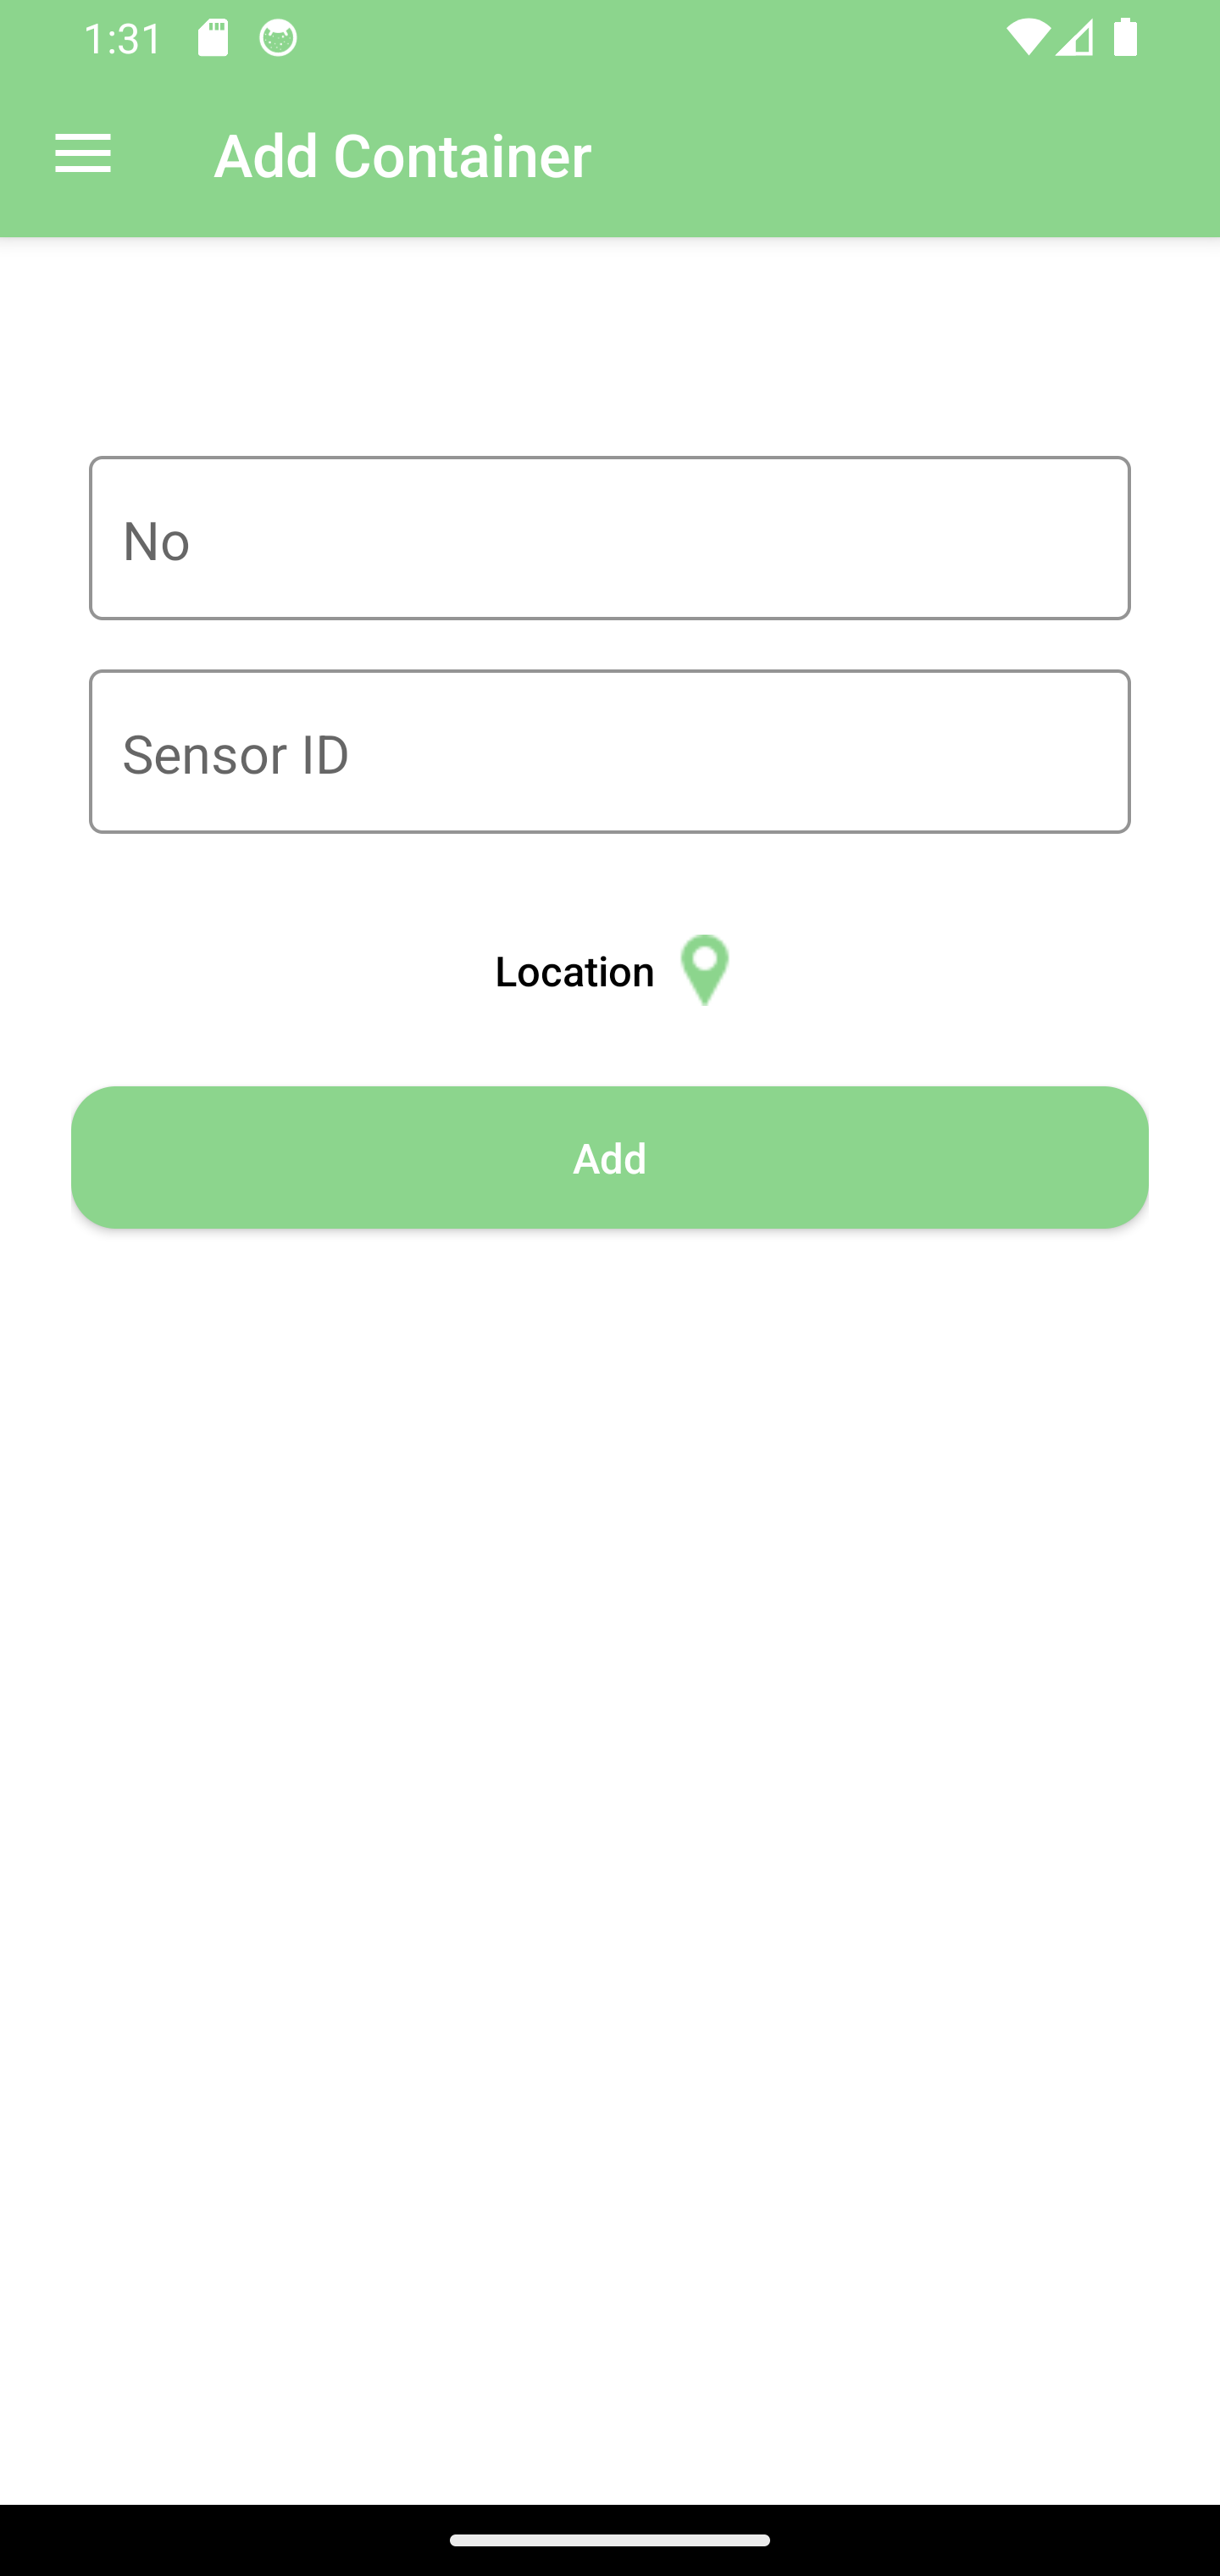 1:31
Add Container
No
Sensor ID
Location
Add